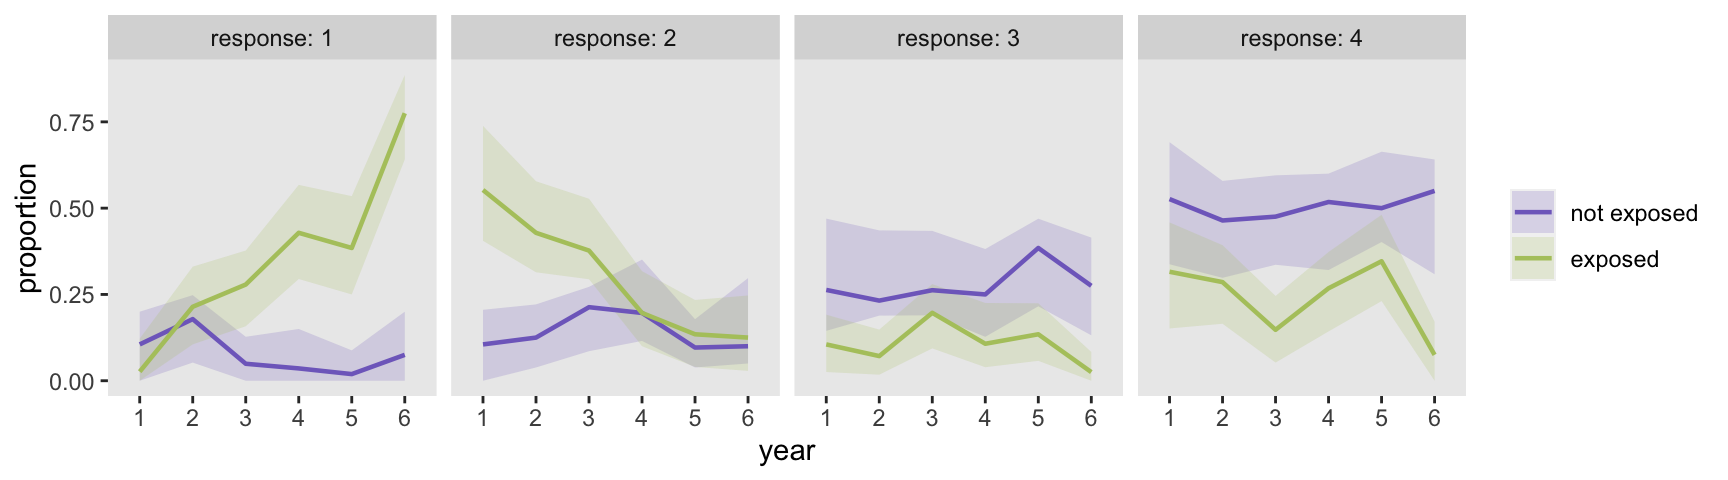 response: 1
response: 2
response: 3
response: 4
proportion
0.75
0.50
0.25
0.00
1 2 3 4 5 6
1 2 3 4 5 6
1 2 3 4 5 6
1 2 3 4 5 6
year
not exposed
exposed